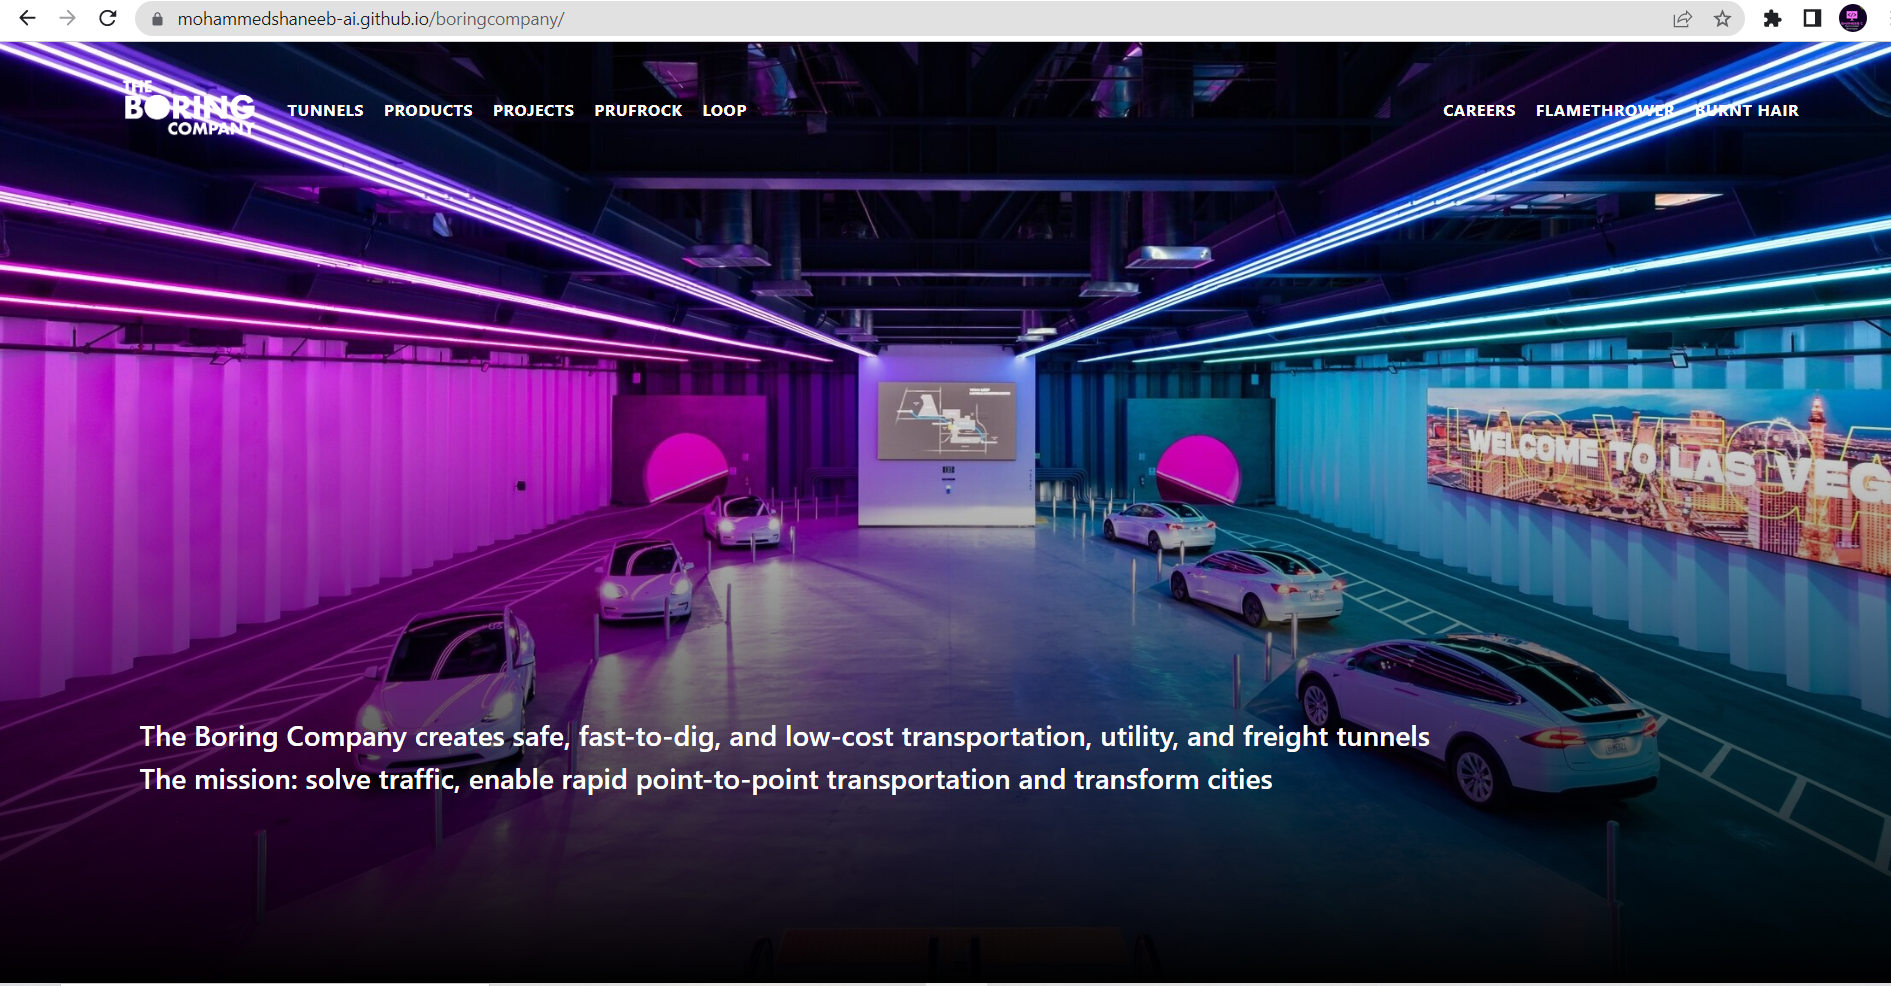 mohammedshaneeb-ai.github.io/boringcompany/
THE
BORING
COMPANY
TUNNELS PRODUCTS PROJECTS PRUFROCK LOOP
CAREERS FLAMETHROWER BURNT HAIR
WELCOME TO LAS VEG
The Boring Company creates safe, fast-to-dig, and low-cost transportation, utility, and freight tunnels
The mission: solve traffic, enable rapid point-to-point transportation and transform cities